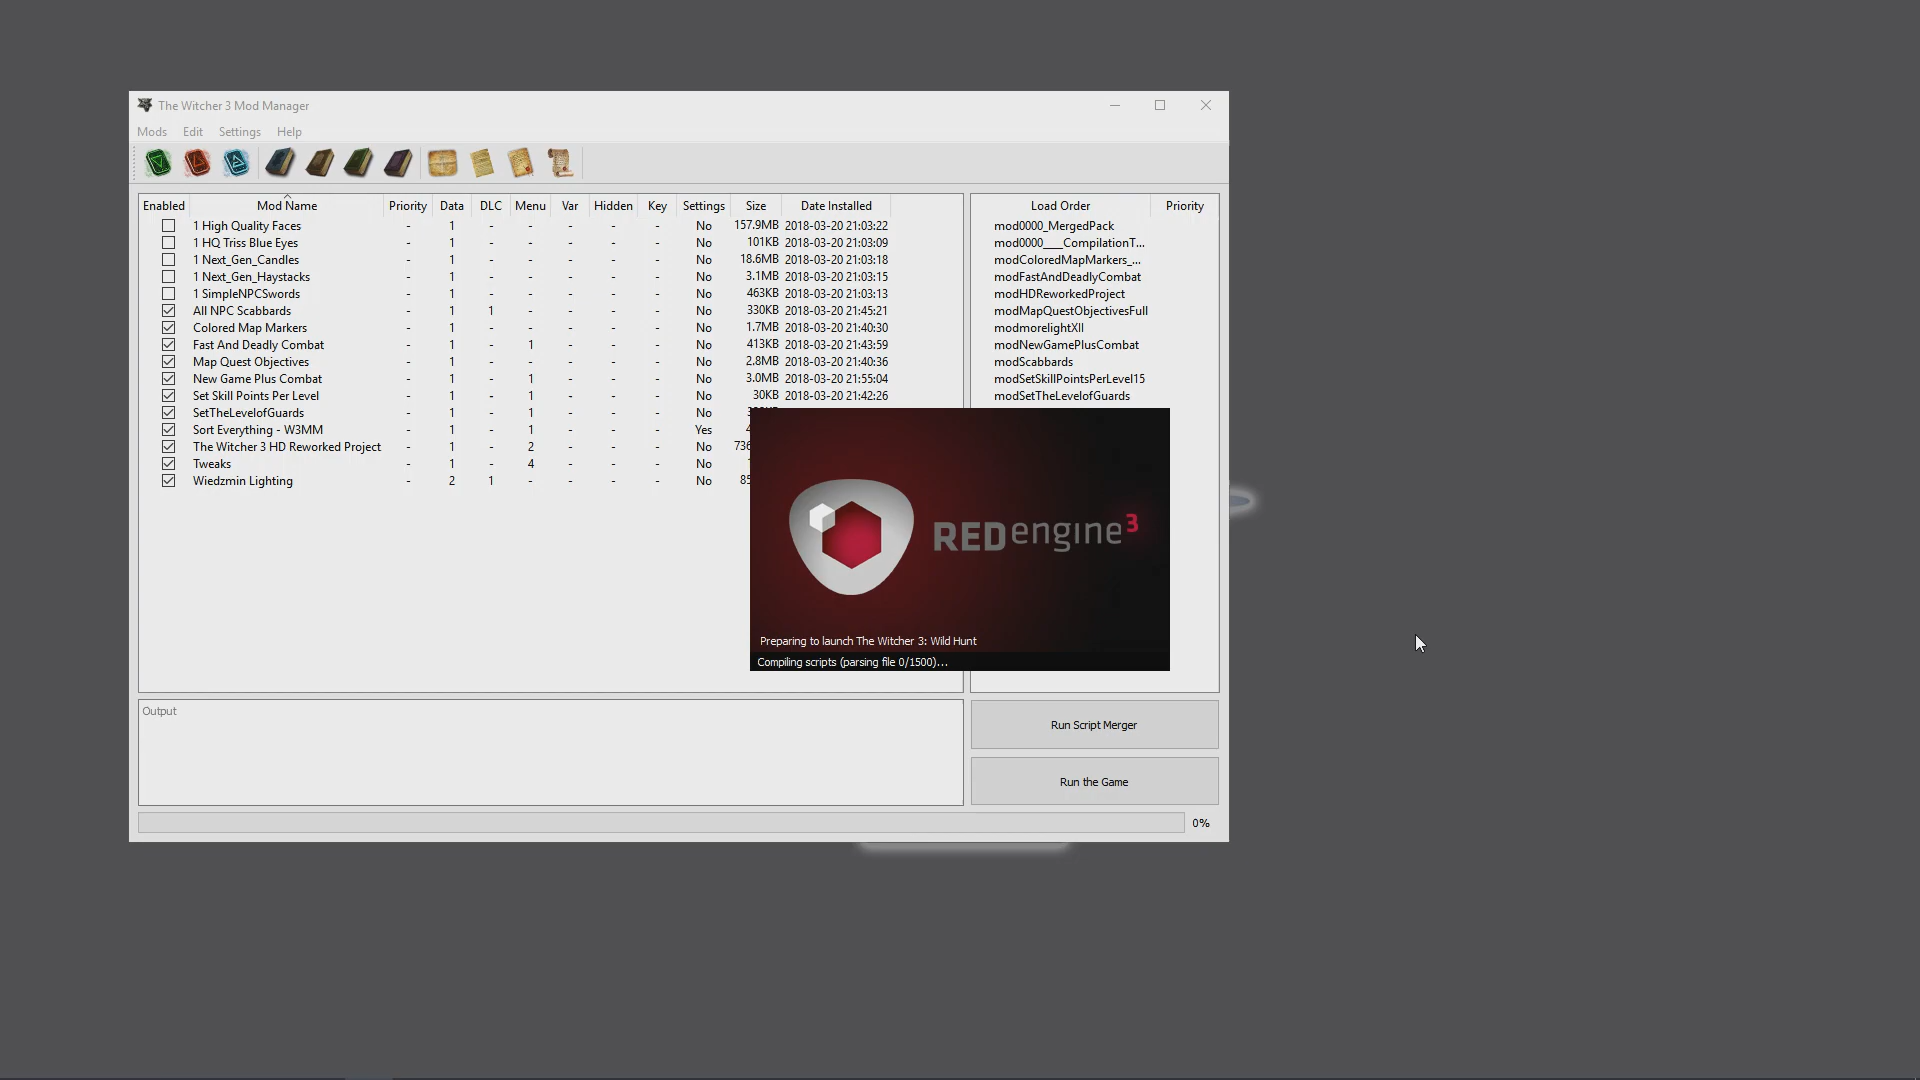 The Witcher 3 Mod Manager
Mods Edit Settings Help
Enabled Mod Name Priority Data DLC Menu Var Hidden Key Settings Size Date Installed
1 High Quality Faces - 1 - - - - - No 157.9MB 2018-03-20 21:03:22
1 HQ Triss Blue Eyes - 1 - - - - - No 101KB 2018-03-20 21:03:09
1 Next_Gen_Candles - 1 - - - - - No 18.6MB 2018-03-20 21:03:18
1 Next_Gen_Haystacks - 1 - - - - - No 3.1MB 2018-03-20 21:03:15
1 SimpleNPCSwords - 1 - - - - - No 463KB 2018-03-20 21:03:13
All NPC Scabbards - 1 1 - - - - No 330KB 2018-03-20 21:45:21
Colored Map Markers - 1 - - - - - No 1.7MB 2018-03-20 21:40:30
Fast And Deadly Combat - 1 - 1 - - - No 413KB 2018-03-20 21:43:59
Map Quest Objectives - 1 - - - - - No 2.8MB 2018-03-20 21:40:36
New Game Plus Combat - 1 - 1 - - - No 3.0MB 2018-03-20 21:55:04
Set Skill Points Per Level - 1 - 1 - - - No 30KB 2018-03-20 21:42:26
SetTheLevelofGuards - 1 - 1 - - - No
Sort Everything - W3MM - 1 - 1 - - - Yes
The Witcher 3 HD Reworked Project - 1 - 2 - - - No 736
Tweaks - 1 - 4 - - - No
Wiedzmin Lighting - 2 1 - - - - No 85
Load Order Priority
mod0000_MergedPack
mod0000____CompilationT...
modColoredMapMarkers_...
modFastAndDeadlyCombat
modHDReworkedProject
modMapQuestObjectivesFull
modmorelightXII
modNewGamePlusCombat
modScabbards
modSetSkillPointsPerLevel15
modSetTheLevelofGuards
REDengine3
Preparing to launch The Witcher 3: Wild Hunt
Compiling scripts (parsing file 0/1500)...
Output
Run Script Merger
Run the Game
0%